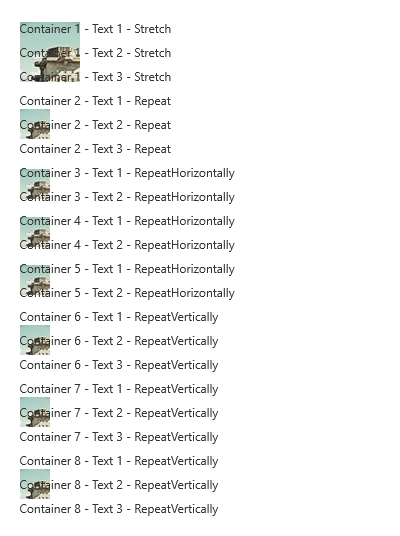 Container 1 - Text 1 - Stretch
Container 1 - Text 2 - Stretch
Container 1 - Text 3 - Stretch
Container 2 - Text 1 - Repeat
Container 2 - Text 2 - Repeat
Container 2 - Text 3 - Repeat
Container 3 - Text 1 - RepeatHorizontally
Container 3 - Text 2 - RepeatHorizontally
Container 4 - Text 1 - RepeatHorizontally
Container 4 - Text 2 - RepeatHorizontally
Container 5 - Text 1 - RepeatHorizontally
Container 5 - Text 2 - RepeatHorizontally
Container 6 - Text 1 - RepeatVertically
Container 6 - Text 2 - RepeatVertically
Container 6 - Text 3 - RepeatVertically
Container 7 - Text 1 - RepeatVertically
Container 7 - Text 2 - RepeatVertically
Container 7 - Text 3 - RepeatVertically
Container 8 - Text 1 - RepeatVertically
Container 8 - Text 2 - RepeatVertically
Container 8 - Text 3 - RepeatVertically